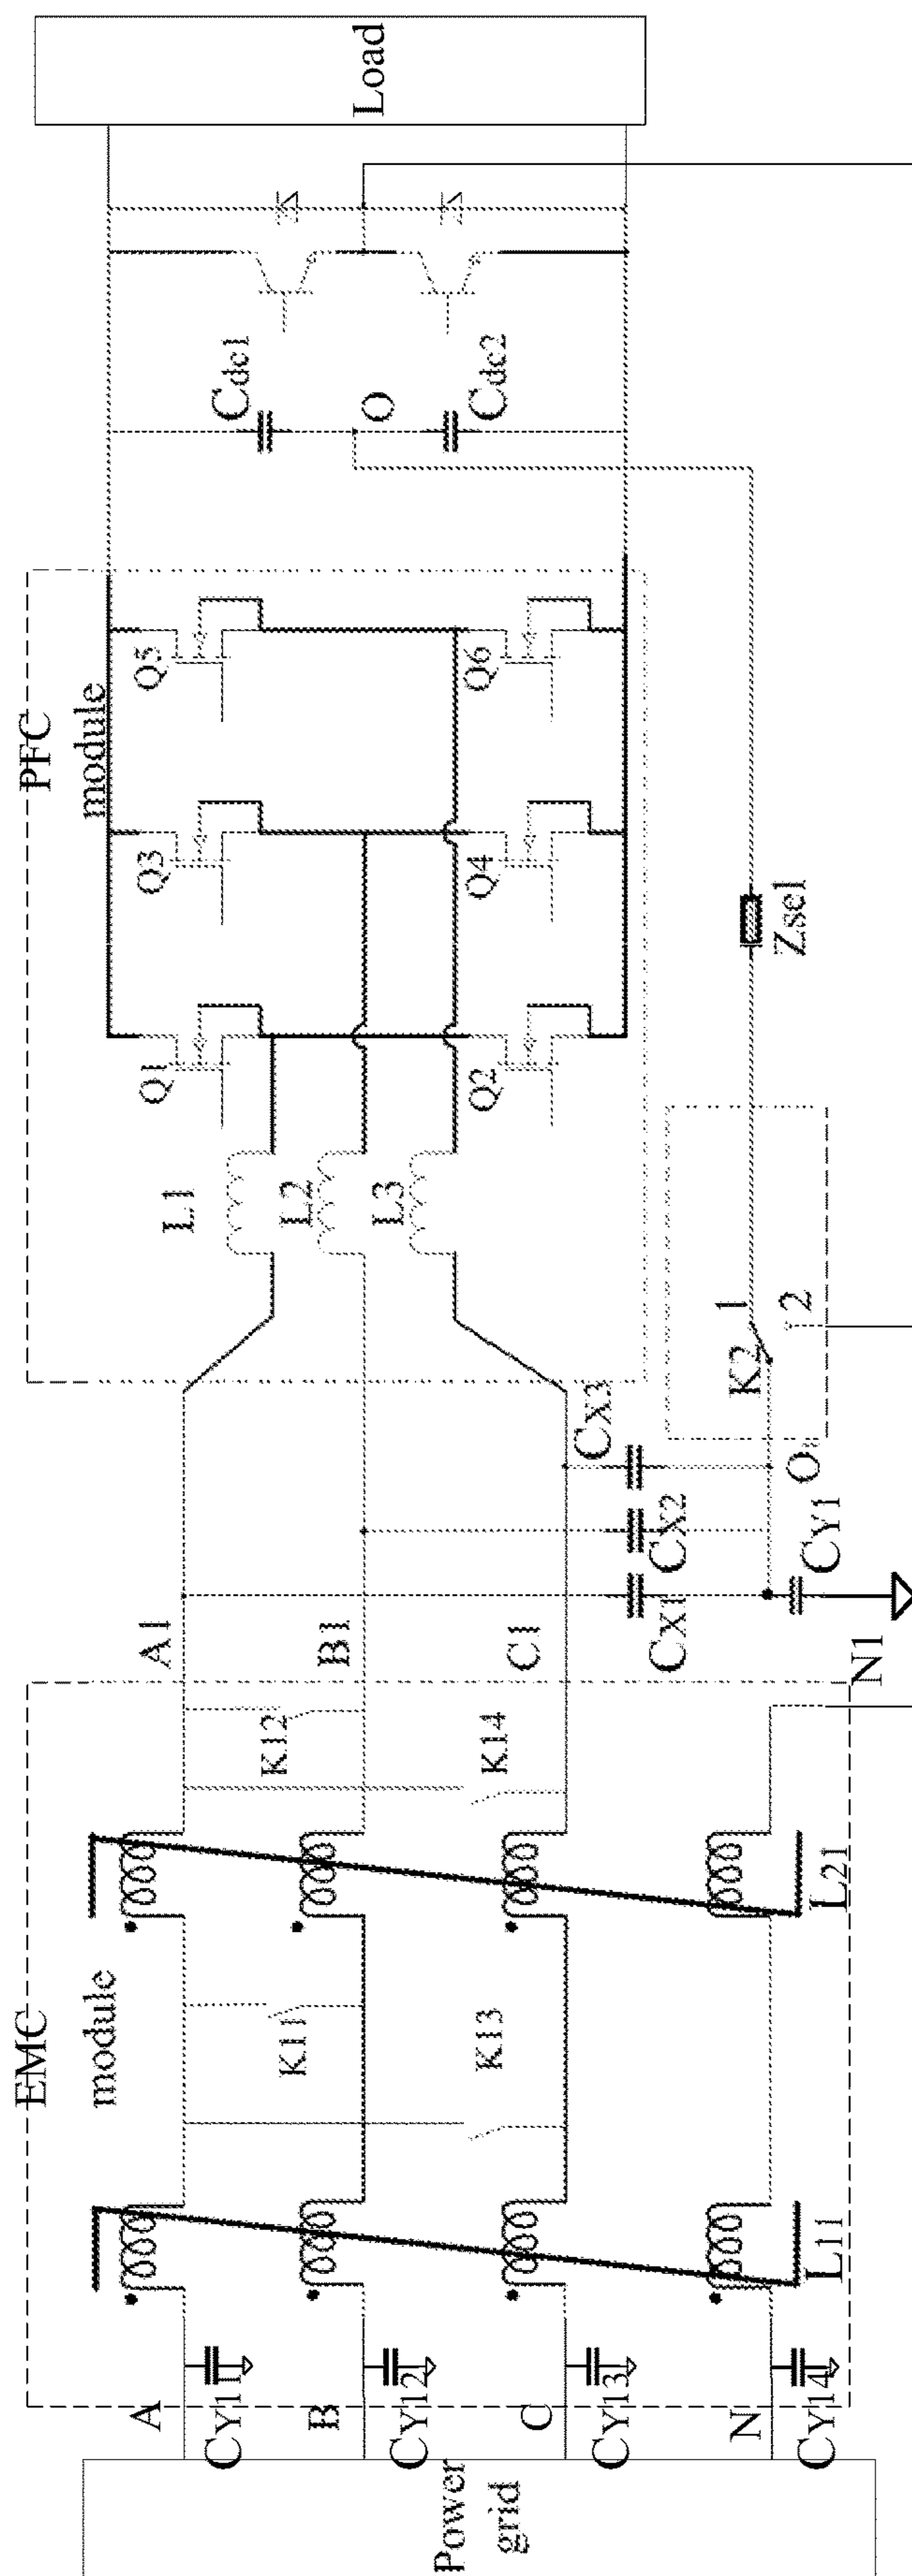 Power
grid
A
CY11
B
CY12
C
CY13
N
CY14
EMC
module
L11
K11
K13
L21
K12
K14
A1
B1
C1
N1
CX1
CX2
CX3
CY1
O
K2
1
2
PFC
module
L1
L2
L3
Q1
Q3
Q5
Q2
Q4
Q6
Zsel
Cdc1
O
Cdc2
Load